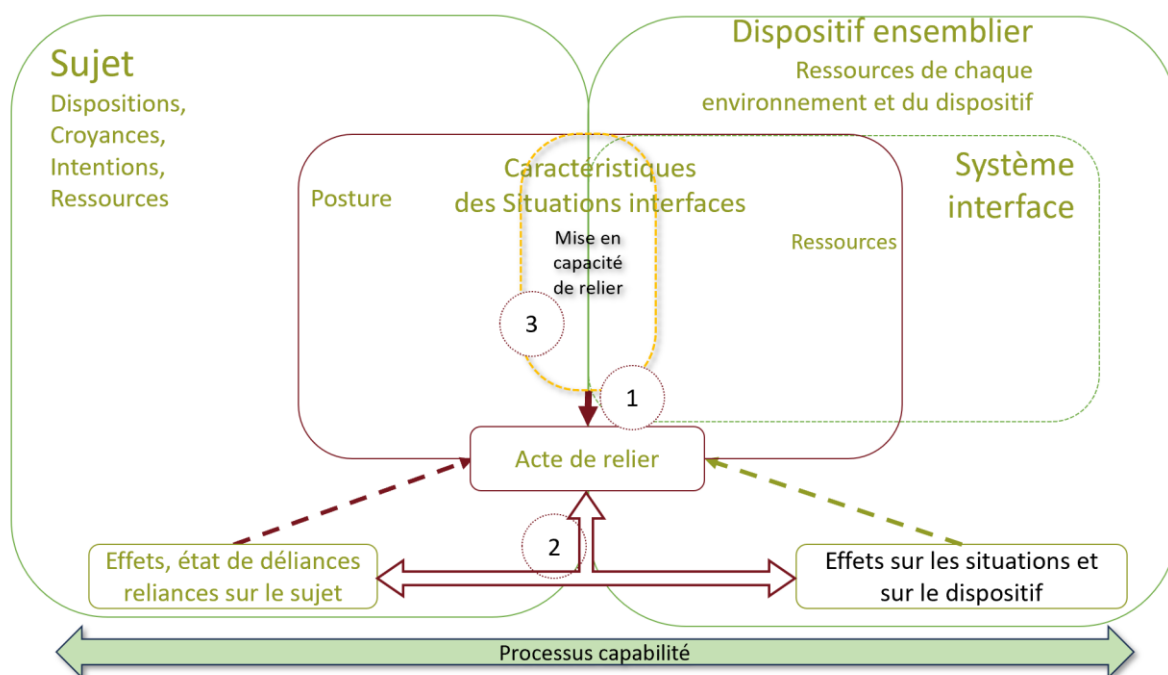 Sujet
Dispositions,
Croyances,
Intentions,
Ressources
Dispositif ensemblier
Ressources de chaque
environnement et du dispositif
Posture
Caractéristiques
des Situations interfaces
Mise en
capacité
de relier
Système
interface
Ressources
3
1
Acte de relier
2
Effets, état de déliances
reliances sur le sujet
Effets sur les situations et
sur le dispositif
Processus capabilité